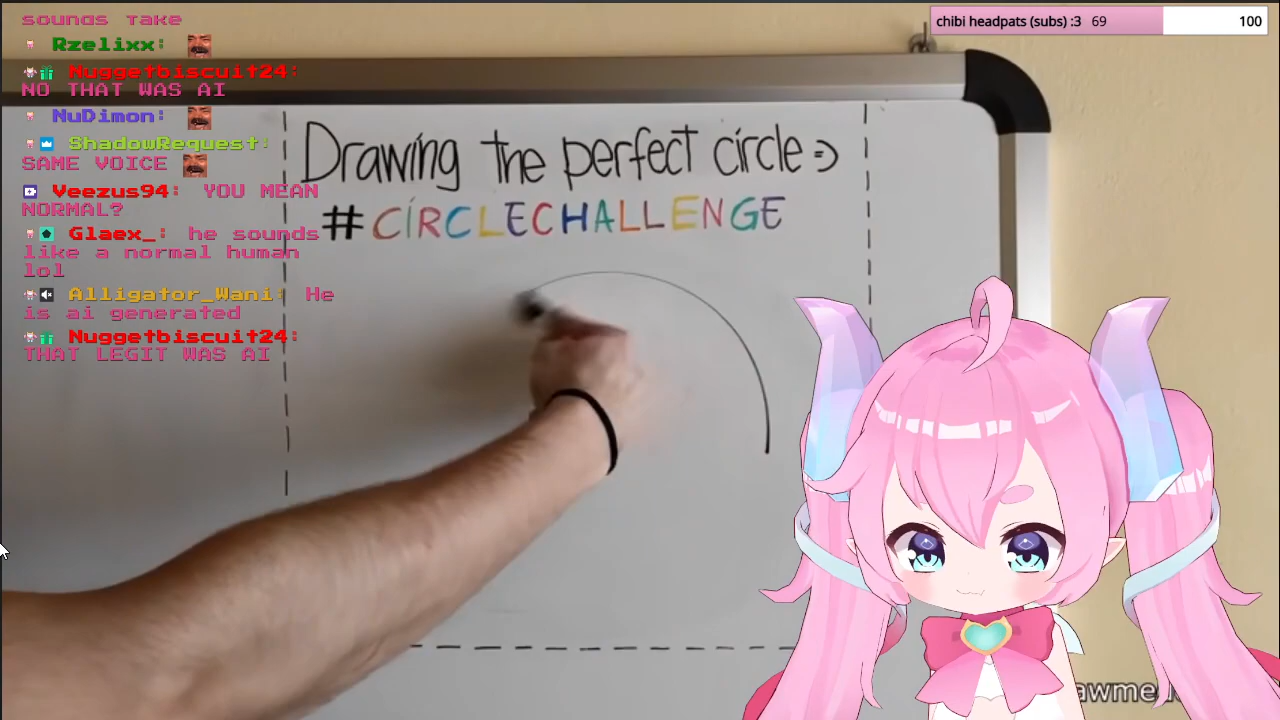 sounds take
Rzelixx:
Nuggetbiscuit24:
NO THAT WAS AI
NuDimon:
ShadowRequest:
SAME VOICE
Veezus94: YOU MEAN
NORMAL?
Glaex_: he sounds
like a normal human
lol
Alligator_Wani: He
is ai generated
Nuggetbiscuit24:
THAT LEGIT WAS AI
chibi headpats (subs) :3 69 100
Drawing the perfect circle =)
#CIRCLECHALLENGE